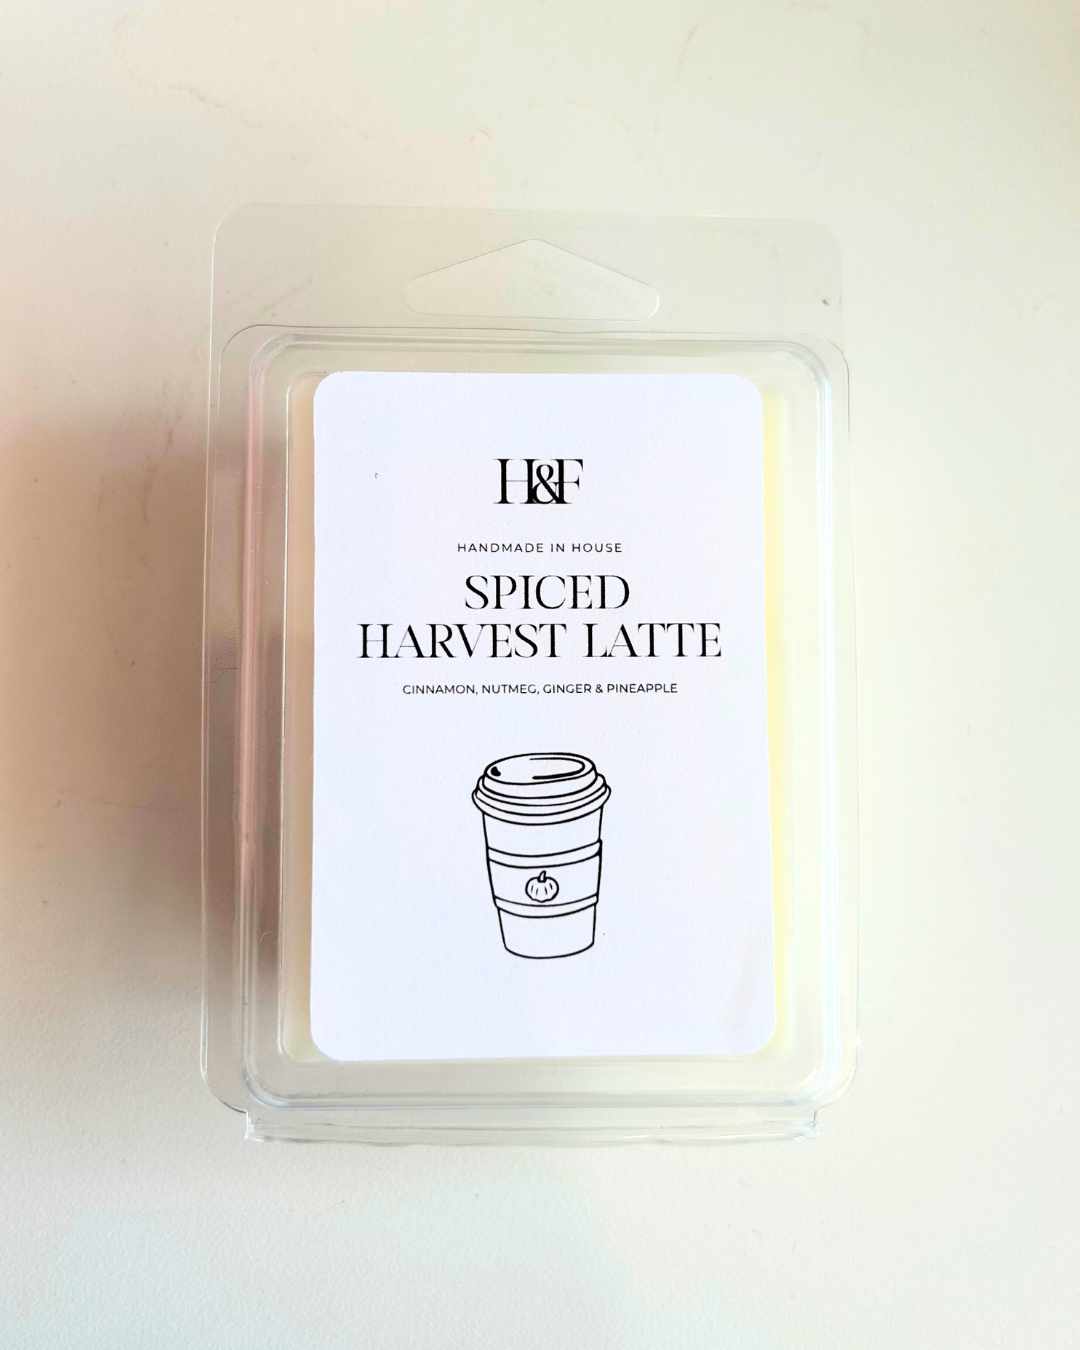 H&F
HANDMADE IN HOUSE
SPICED
HARVEST LATTE
CINNAMON, NUTMEG, GINGER & PINEAPPLE